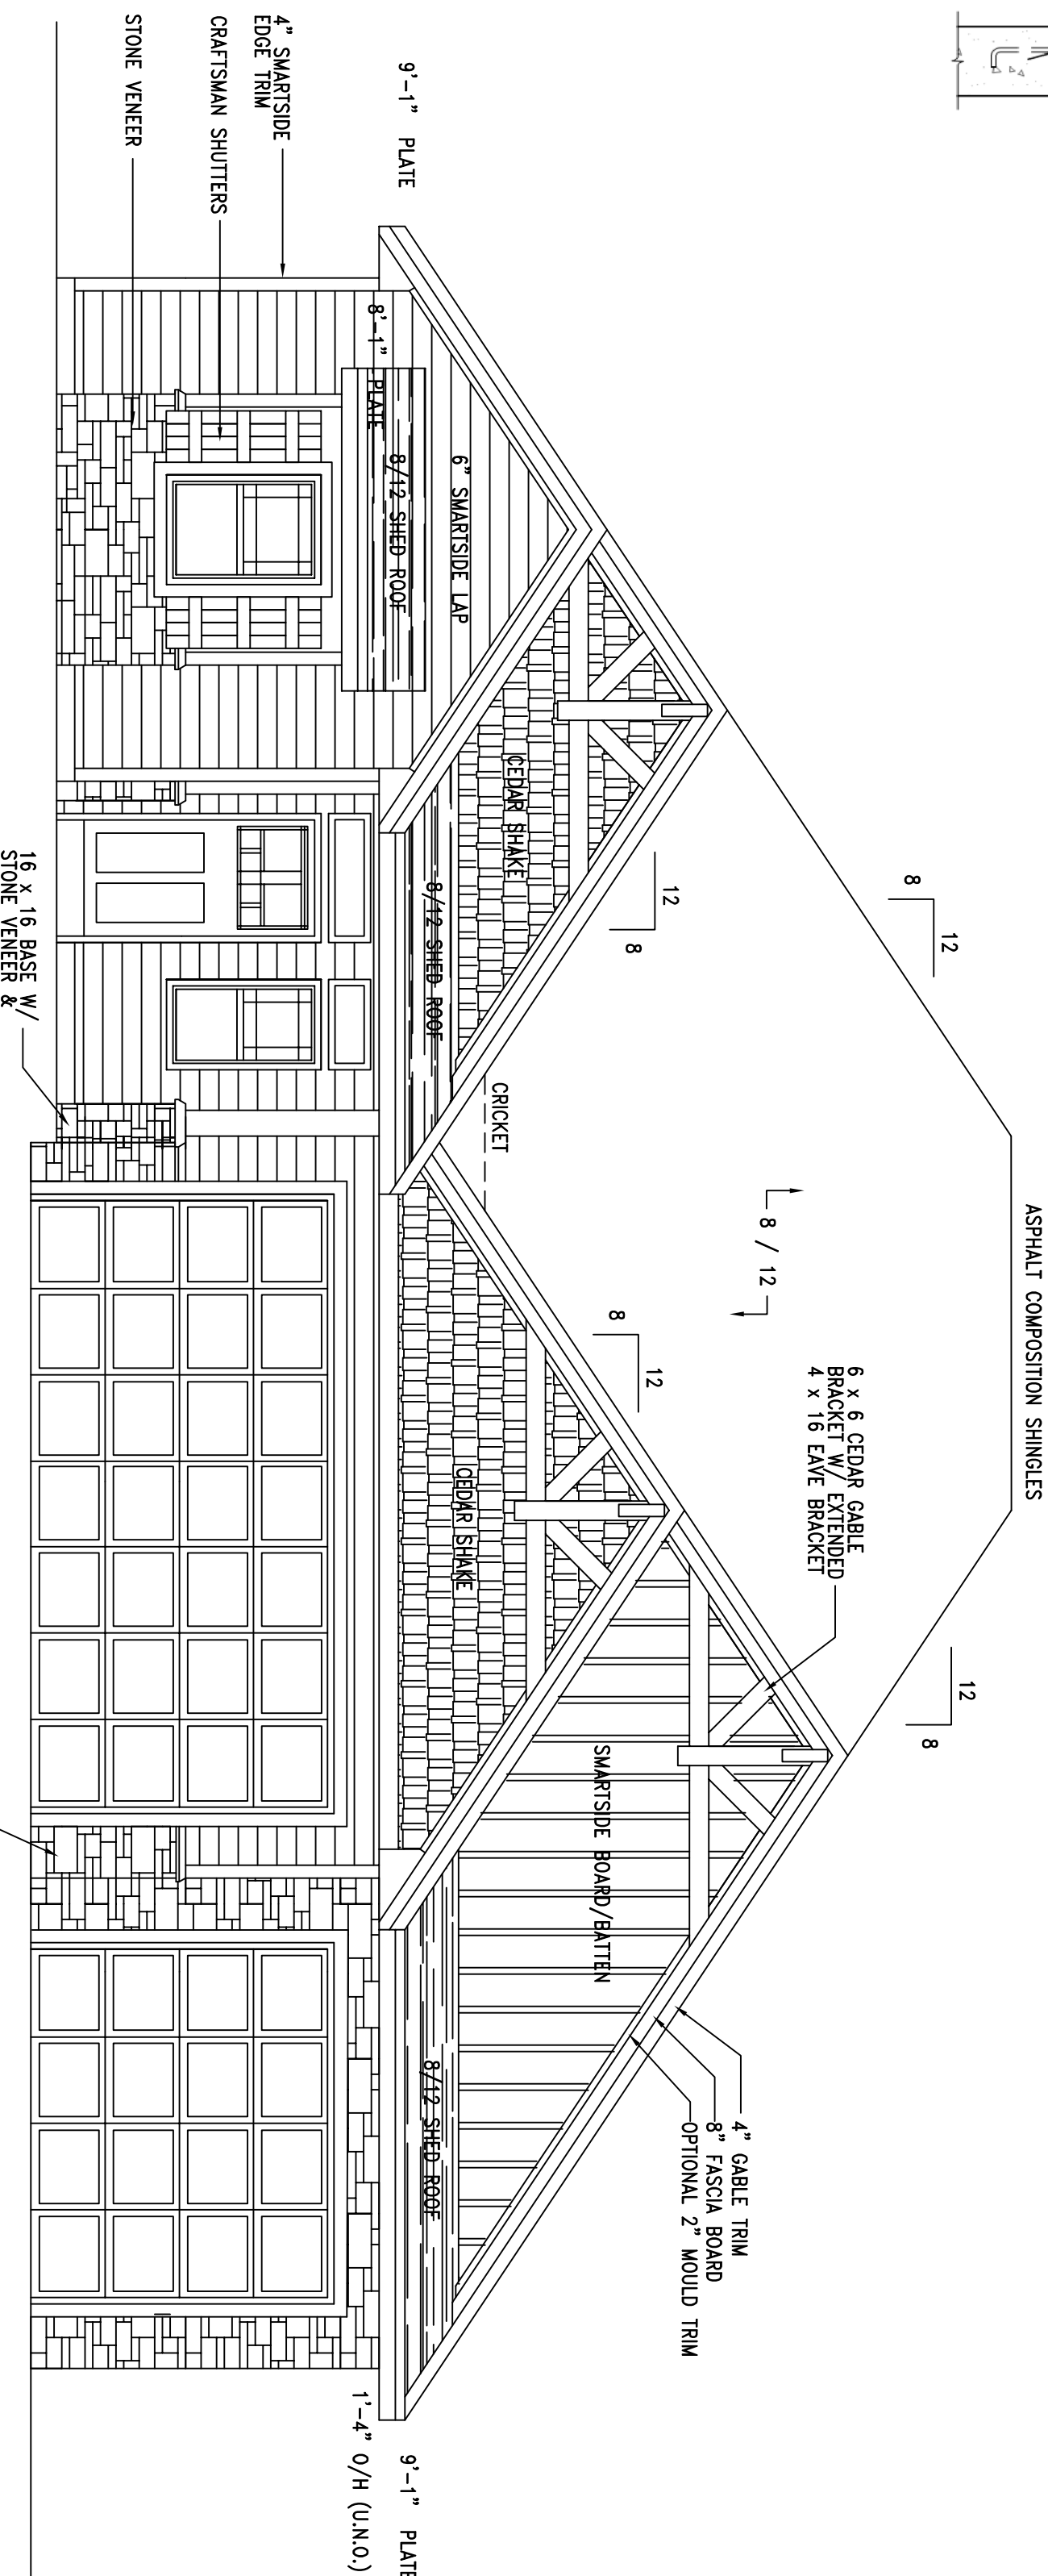 ASPHALT COMPOSITION SHINGLES
8
12
12
8
8 / 12
6 x 6 CEDAR GABLE
BRACKET W/ EXTENDED
4 x 16 EAVE BRACKET
12
8
8
12
4" GABLE TRIM
8" FASCIA BOARD
OPTIONAL 2" MOULD TRIM
CRICKET
CEDAR SHAKE
SMARTSIDE BOARD/BATTEN
6" SMARTSIDE LAP
CEDAR SHAKE
9'-1" PLATE
8/12 SHED ROOF
8/12 SHED ROOF
8/12 SHED ROOF
9'-1" PLATE
8'-1" PLATE
1'-4" O/H (U.N.O.)
4" SMARTSIDE
EDGE TRIM
CRAFTSMAN SHUTTERS
STONE VENEER
16 x 16 BASE W/
STONE VENEER &